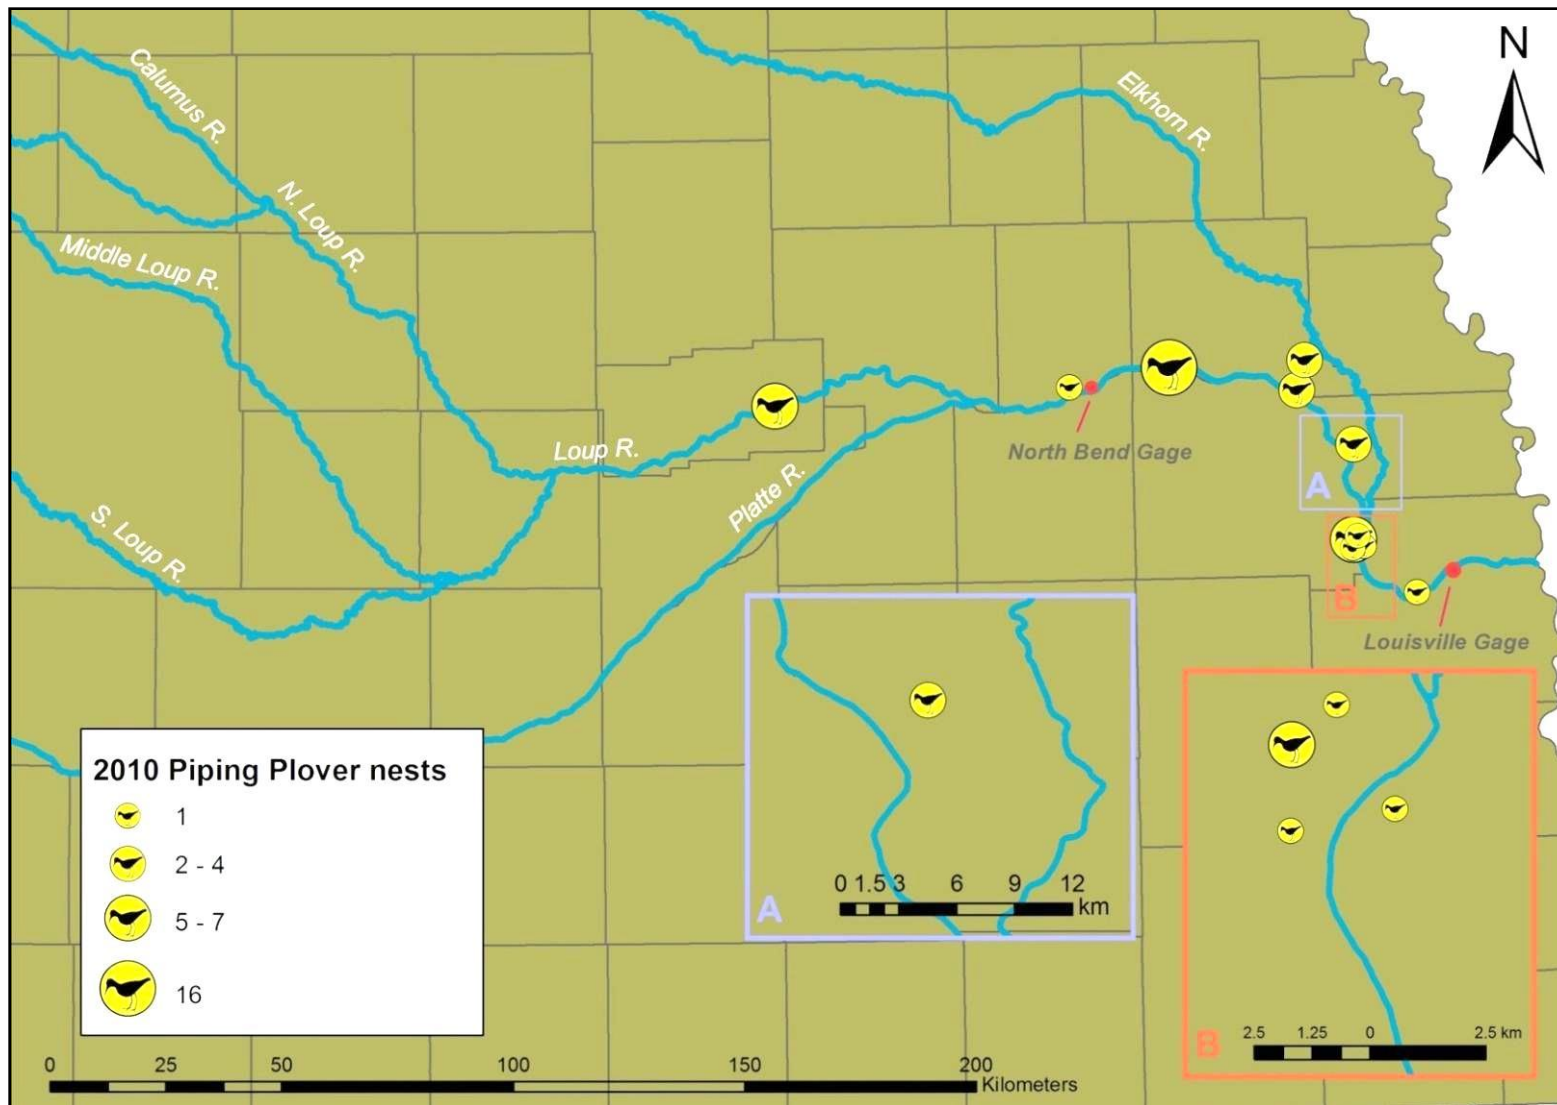 N
Calumus R.
Elkhorn R.
N. Loup R.
Middle Loup R.
Loup R.
North Bend Gage
Platte R.
A
S. Loup R.
B
Louisville Gage
2010 Piping Plover nests
1
2 - 4
5 - 7
16
0 1.5 3 6 9 12
km
A
2.5 1.25 0 2.5 km
B
0 25 50 100 150 200
Kilometers